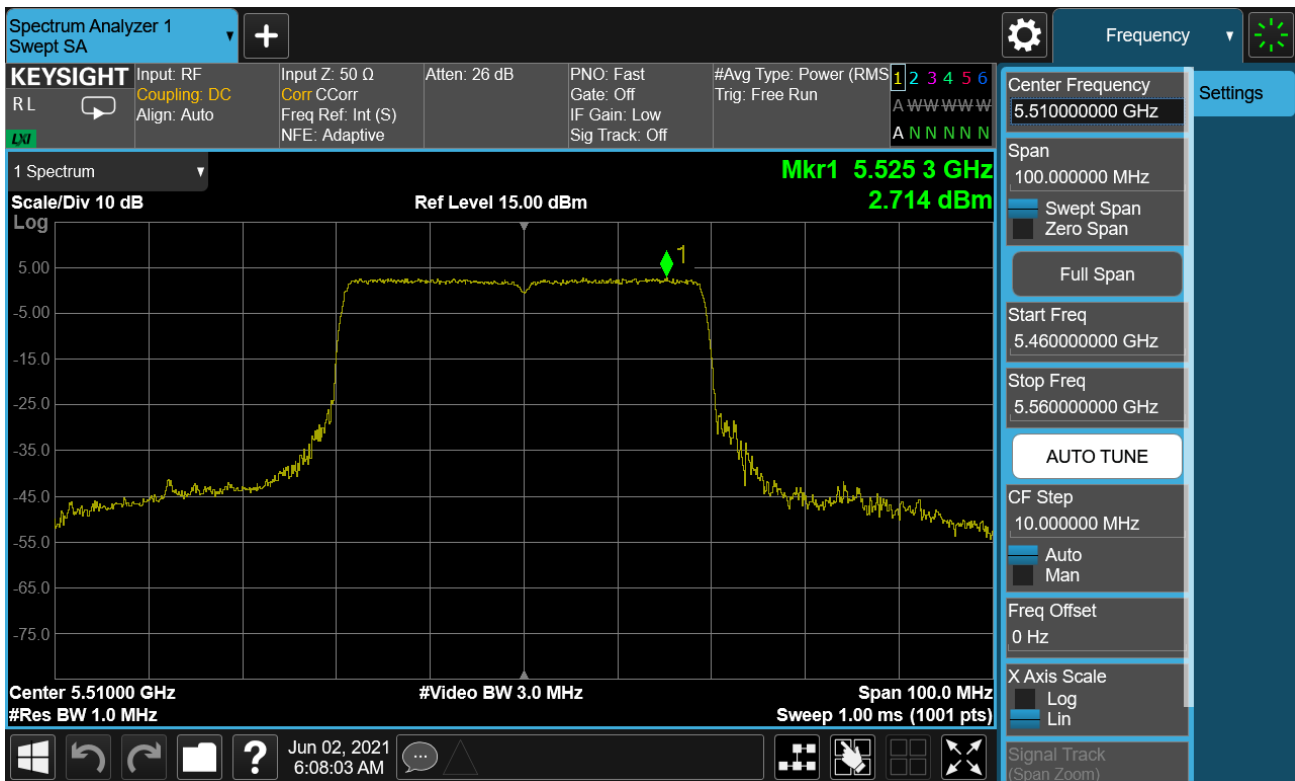 Spectrum Analyzer 1
Swept SA
Frequency
KEYSIGHT
R L
LXI
Input: RF
Coupling: DC
Align: Auto
Input Z: 50 Ω
Corr CCorr
Freq Ref: Int (S)
NFE: Adaptive
Atten: 26 dB
PNO: Fast
Gate: Off
IF Gain: Low
Sig Track: Off
#Avg Type: Power (RMS
Trig: Free Run
1 2 3 4 5 6
A W W W W W
A N N N N N
1 Spectrum
Mkr1 5.525 3 GHz
2.714 dBm
Scale/Div 10 dB
Ref Level 15.00 dBm
Log
1
5.00
-5.00
-15.0
-25.0
-35.0
-45.0
-55.0
-65.0
-75.0
Center 5.51000 GHz
#Video BW 3.0 MHz
Span 100.0 MHz
#Res BW 1.0 MHz
Sweep 1.00 ms (1001 pts)
Jun 02, 2021
6:08:03 AM
Center Frequency
5.510000000 GHz
Settings
Span
100.000000 MHz
Swept Span
Zero Span
Full Span
Start Freq
5.460000000 GHz
Stop Freq
5.560000000 GHz
AUTO TUNE
CF Step
10.000000 MHz
Auto
Man
Freq Offset
0 Hz
X Axis Scale
Log
Lin
Signal Track
(Span Zoom)